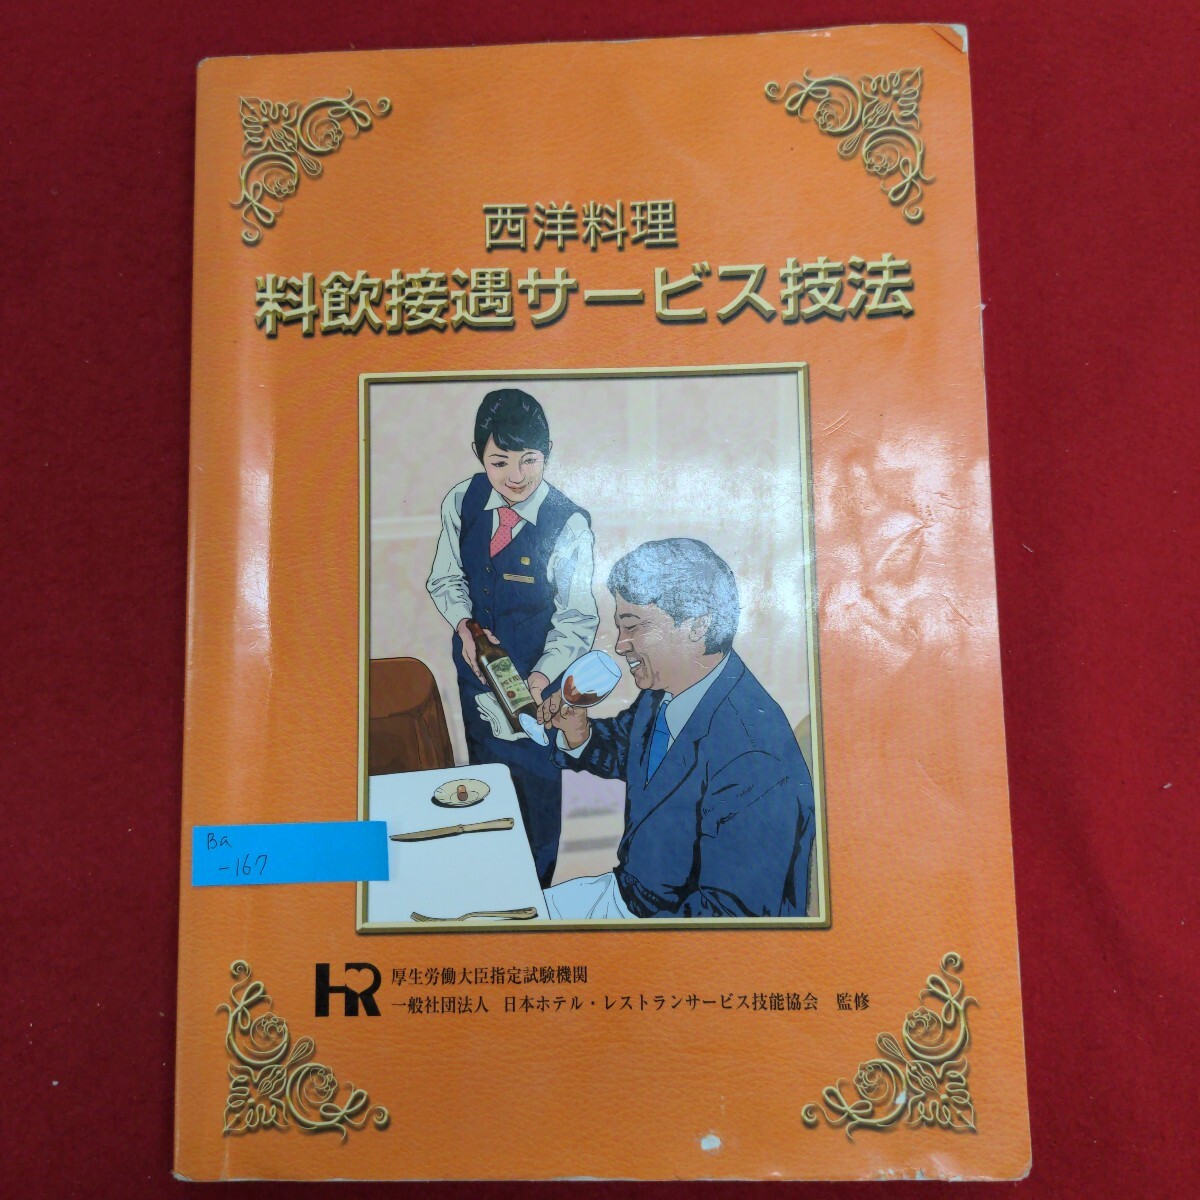 西洋料理
料飲接遇サービス技法
Ba
-167
HR
厚生労働大臣指定試験機関
一般社団法人 日本ホテル・レストランサービス技能協会 監修